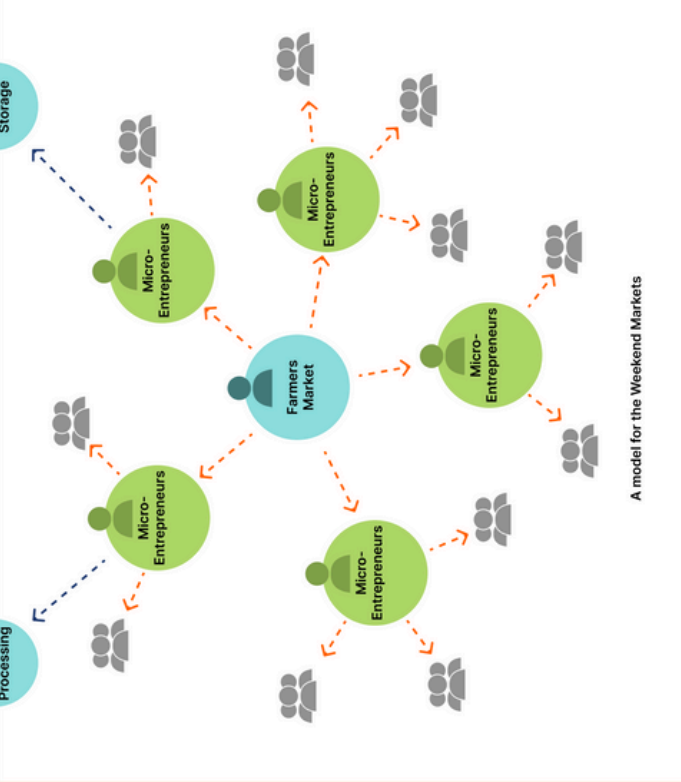 Processing
Storage
Micro-
Entrepreneurs
Micro-
Entrepreneurs
Farmers
Market
Micro-
Entrepreneurs
Micro-
Entrepreneurs
Micro-
Entrepreneurs
A model for the Weekend Markets